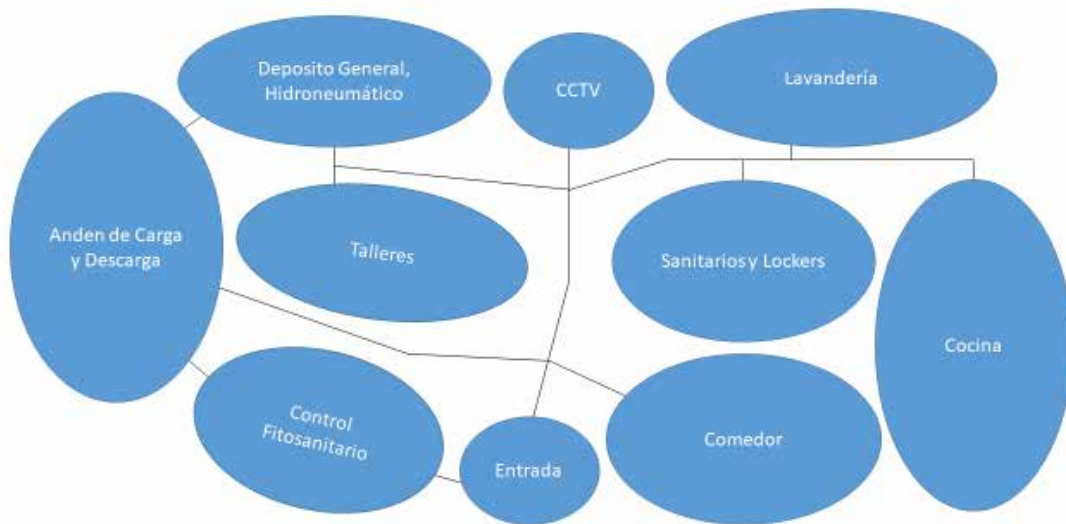 Deposito General,
Hidroneumático
CCTV
Lavandería
Anden de Carga
y Descarga
Talleres
Sanitarios y Lockers
Cocina
Control
Fitosanitario
Entrada
Comedor